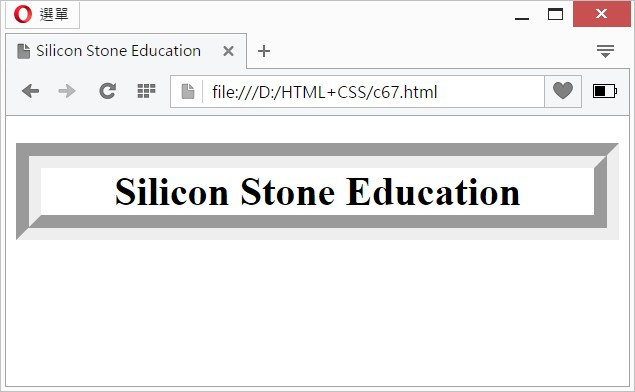 選單
Silicon Stone Education
file:///D:/HTML+CSS/c67.html
Silicon Stone Education